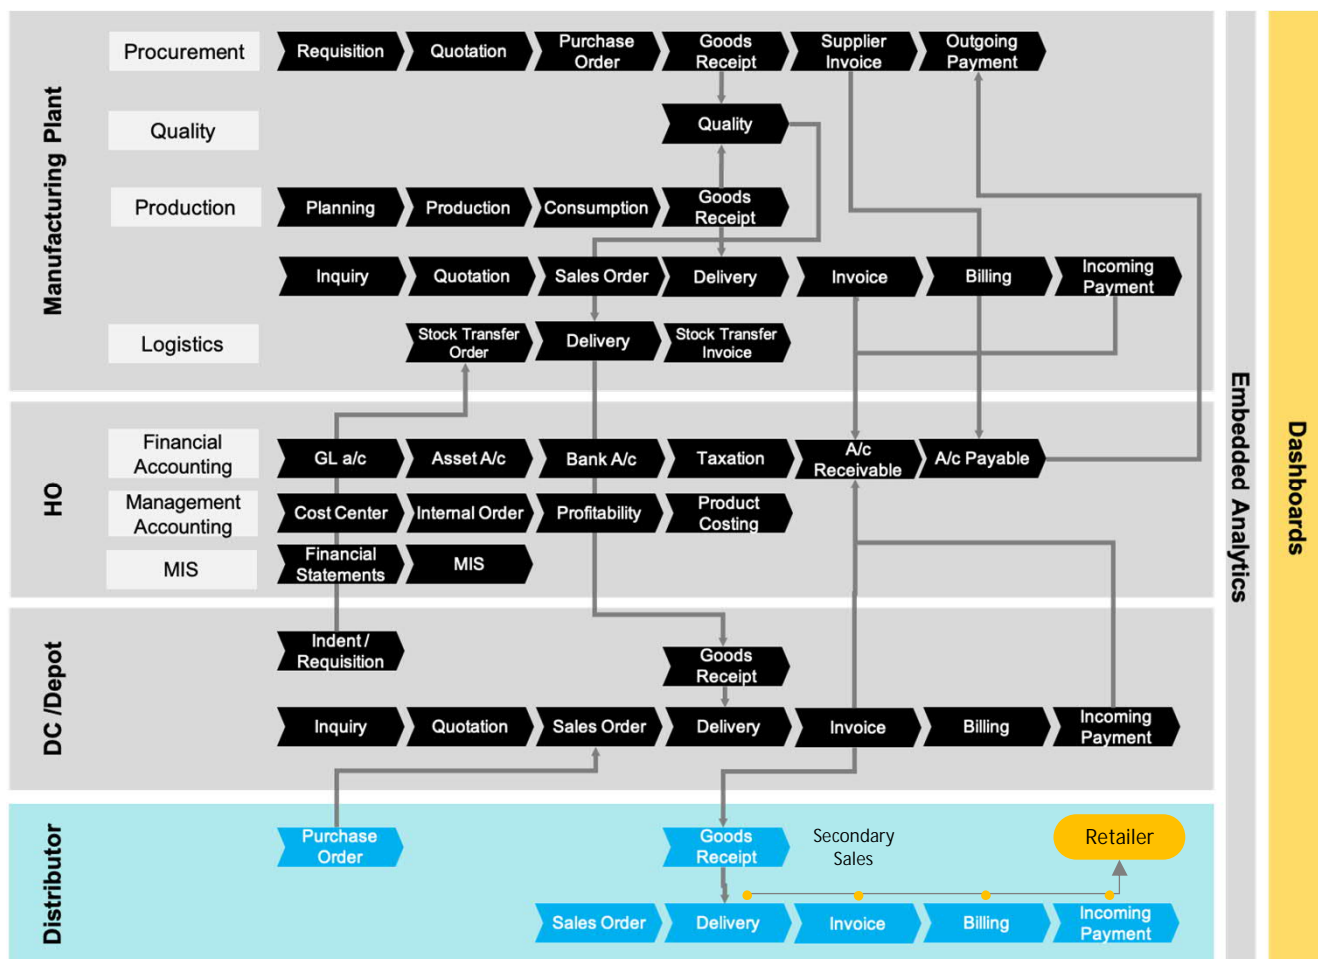 Manufacturing Plant
Procurement
Requisition
Quotation
Purchase
Order
Goods
Receipt
Supplier
Invoice
Outgoing
Payment
Quality
Quality
Production
Planning
Production
Consumption
Goods
Receipt
Inquiry
Quotation
Sales Order
Delivery
Invoice
Billing
Incoming
Payment
Logistics
Stock Transfer
Order
Delivery
Stock Transfer
Invoice
HO
Financial
Accounting
GL a/c
Asset A/c
Bank A/c
Taxation
A/c
Receivable
A/c Payable
Management
Accounting
Cost Center
Internal Order
Profitability
Product
Costing
MIS
Financial
Statements
MIS
DC /Depot
Indent /
Requisition
Goods
Receipt
Inquiry
Quotation
Sales Order
Delivery
Invoice
Billing
Incoming
Payment
Distributor
Purchase
Order
Goods
Receipt
Secondary
Sales
Retailer
Sales Order
Delivery
Invoice
Billing
Incoming
Payment
Embedded Analytics
Dashboards